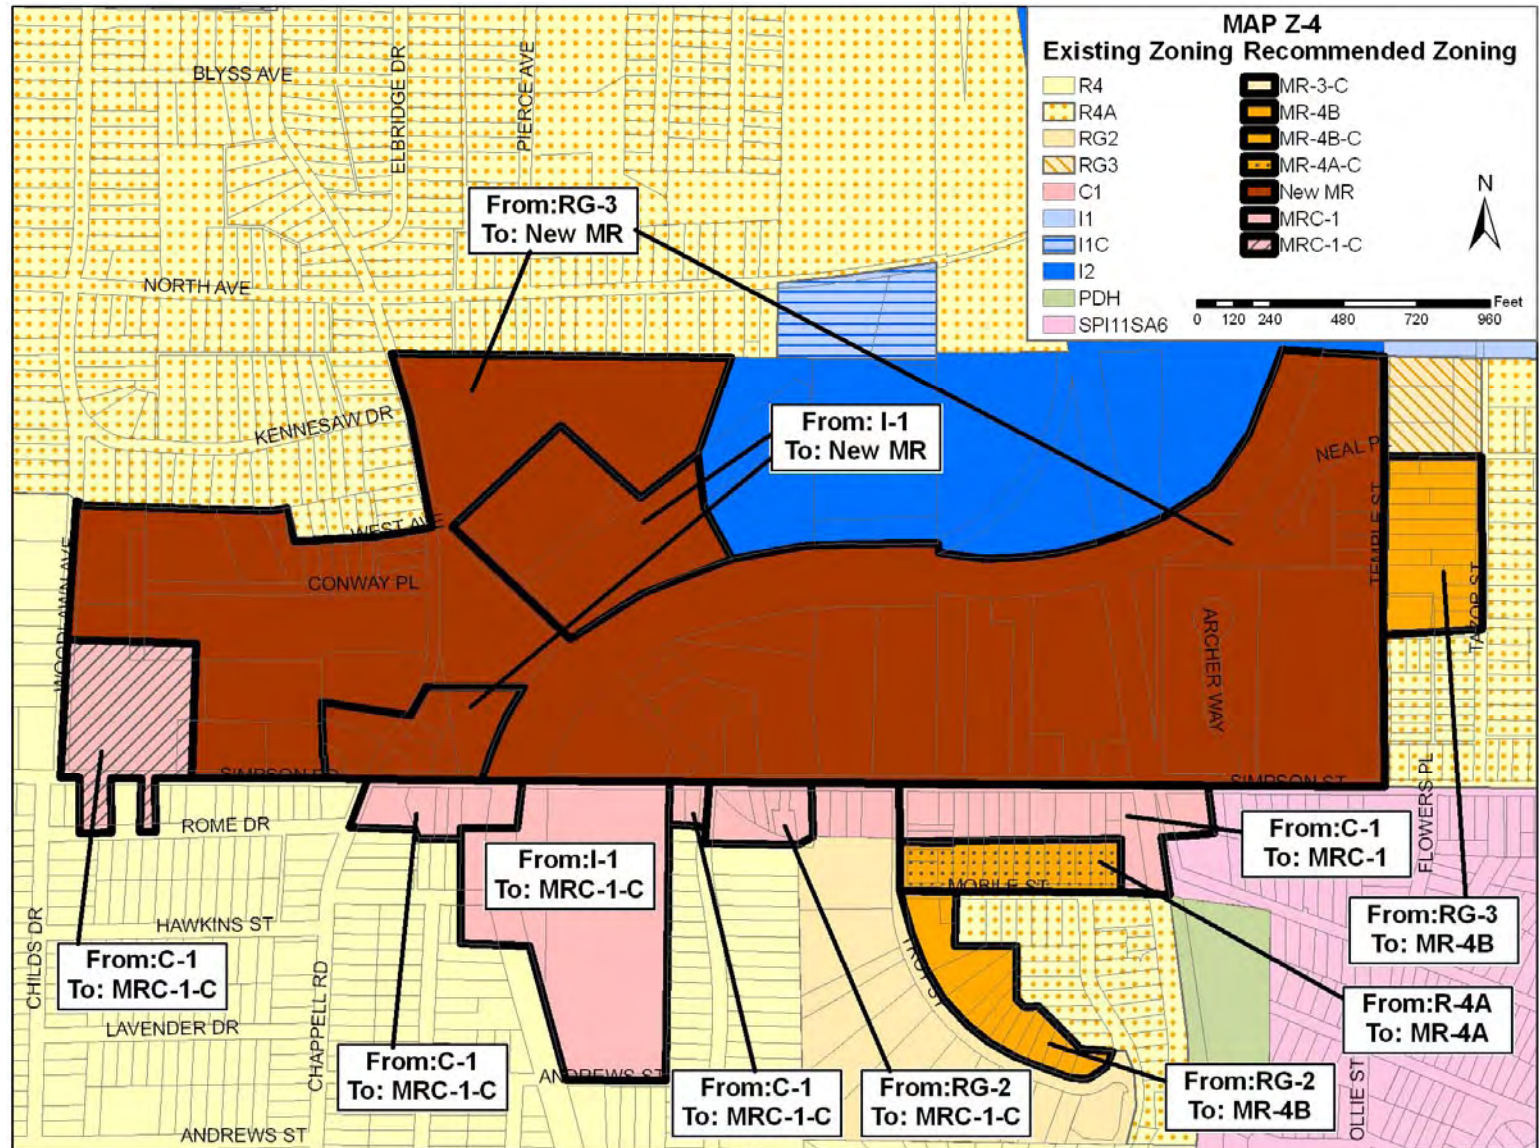 MAP Z-4
Existing Zoning Recommended Zoning
R4
R4A
RG2
RG3
C1
I1
I1C
I2
PDH
SPI11SA6
MR-3-C
MR-4B
MR-4B-C
MR-4A-C
New MR
MRC-1
MRC-1-C
N
Feet
0 120 240 480 720 960
BLYSS AVE
ELBRIDGE DR
PIERCE AVE
From:RG-3
To: New MR
NORTH AVE
KENNESAW DR
From: I-1
To: New MR
NEAL PL
WEST AVE
WOODLAWN AVE
CONWAY PL
TEMPLE ST
TAZOR ST
ARCHER WAY
SIMPSON RD
SIMPSON ST
FLOWERS PL
ROME DR
From:I-1
To: MRC-1-C
From:C-1
To: MRC-1
MOBILE ST
HAWKINS ST
CHILDS DR
CHAPPELL RD
From:C-1
To: MRC-1-C
From:RG-3
To: MR-4B
TROY ST
LAVENDER DR
From:R-4A
To: MR-4A
From:C-1
To: MRC-1-C
ANDREWS ST
From:C-1
To: MRC-1-C
From:RG-2
To: MRC-1-C
From:RG-2
To: MR-4B
OLLIE ST
ANDREWS ST